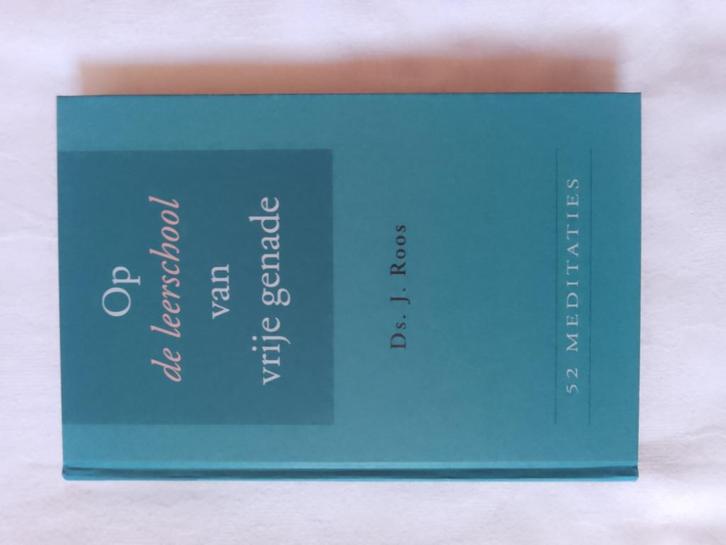 Op
de leerschool
van
vrije genade
Ds. J. Roos
52 MEDITATIES